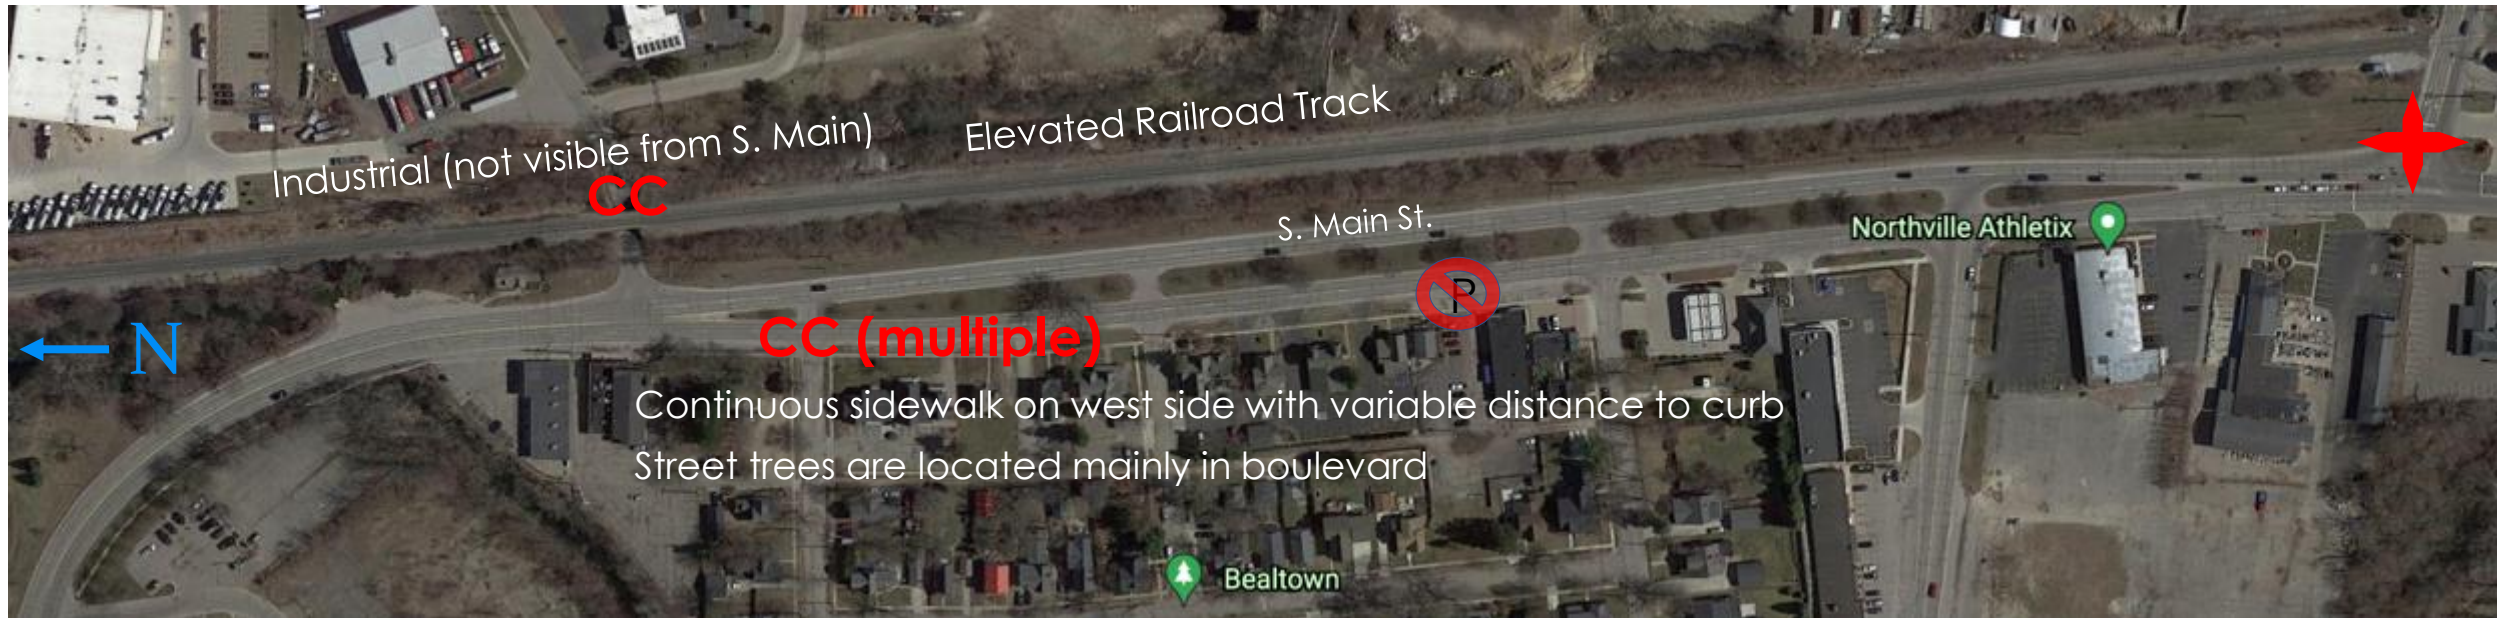 Industrial (not visible from S. Main)
Elevated Railroad Track
CC
S. Main St.
Northville Athletix
P
N
CC (multiple)
Continuous sidewalk on west side with variable distance to curb
Street trees are located mainly in boulevard
Bealtown